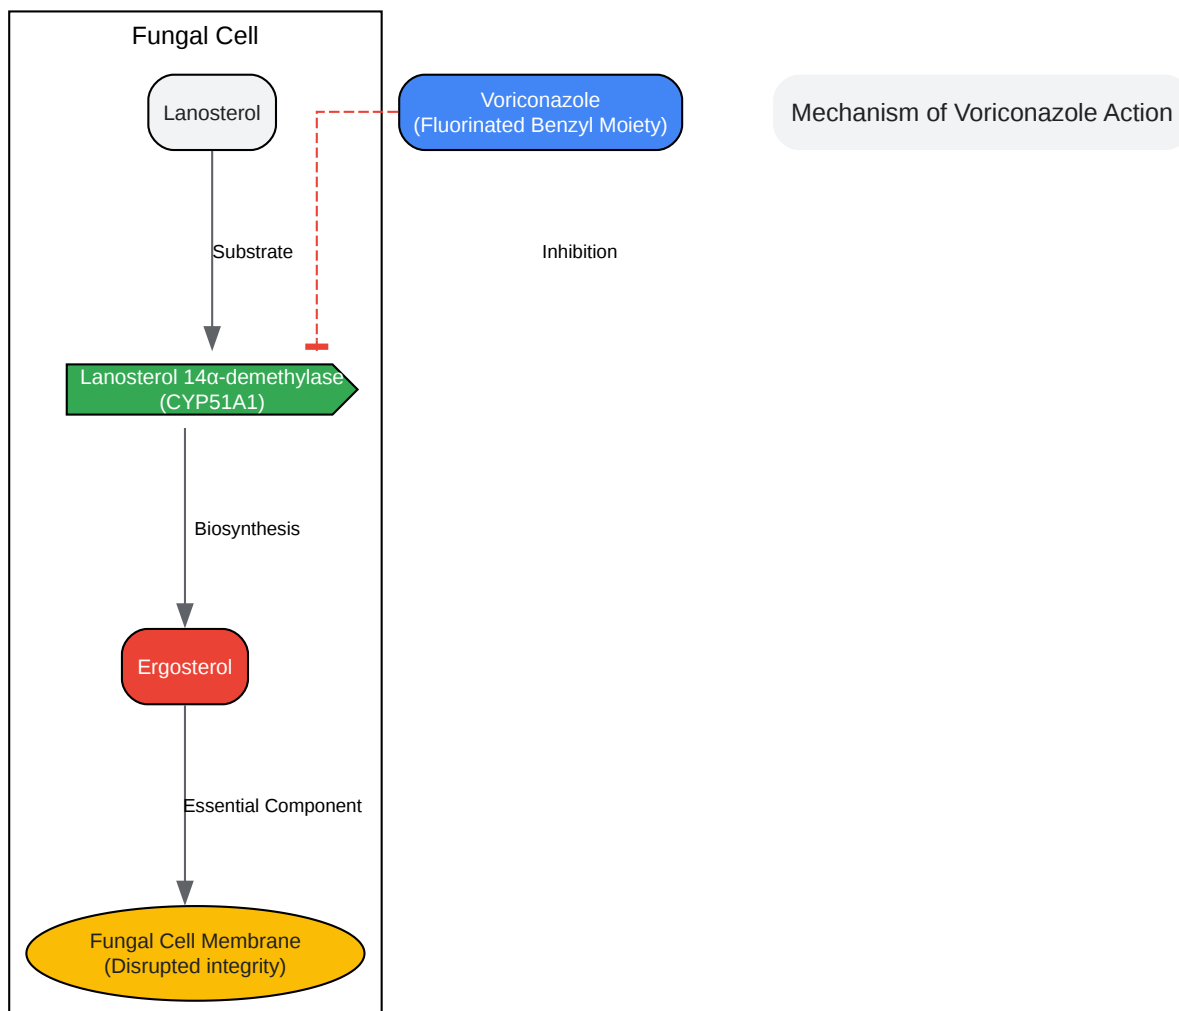 Fungal Cell
Lanosterol
Voriconazole
(Fluorinated Benzyl Moiety)
Mechanism of Voriconazole Action
Substrate
Inhibition
Lanosterol 14α-demethylase
(CYP51A1)
Biosynthesis
Ergosterol
Essential Component
Fungal Cell Membrane
(Disrupted integrity)